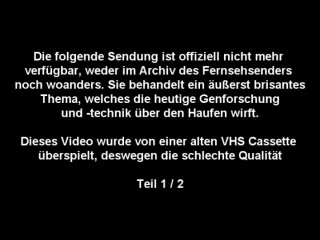 Die folgende Sendung ist offiziell nicht mehr
verfügbar, weder im Archiv des Fernsehsenders
noch woanders. Sie behandelt ein äußerst brisantes
Thema, welches die heutige Genforschung
und -technik über den Haufen wirft.
Dieses Video wurde von einer alten VHS Cassette
überspielt, deswegen die schlechte Qualität
Teil 1 / 2